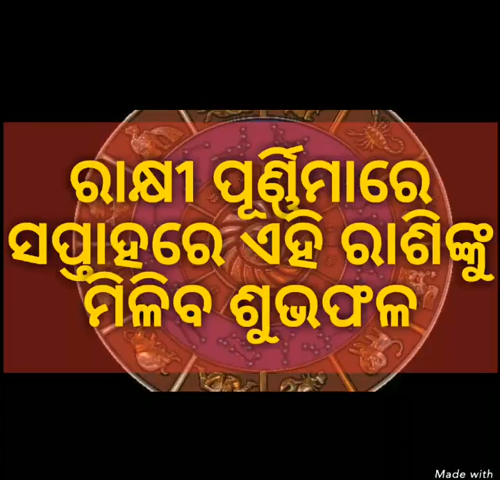 ରାକ୍ଷୀ ପୂର୍ଣ୍ଣିମାରେ
ସପ୍ତାହରେ ଏହି ରାଶିଙ୍କୁ
ମିଳିବ ଶୁଭଫଳ
Made with